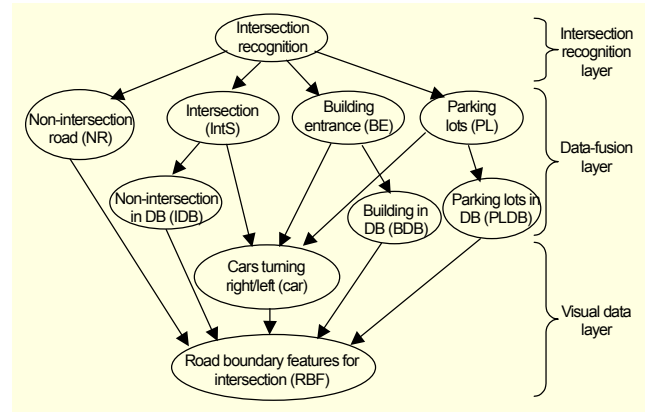 Intersection
recognition
Intersection
recognition
layer
Non-intersection
road (NR)
Intersection
(IntS)
Building
entrance (BE)
Parking
lots (PL)
Data-fusion
layer
Non-intersection
in DB (IDB)
Building in
DB (BDB)
Parking lots in
DB (PLDB)
Cars turning
right/left (car)
Visual data
layer
Road boundary features for
intersection (RBF)